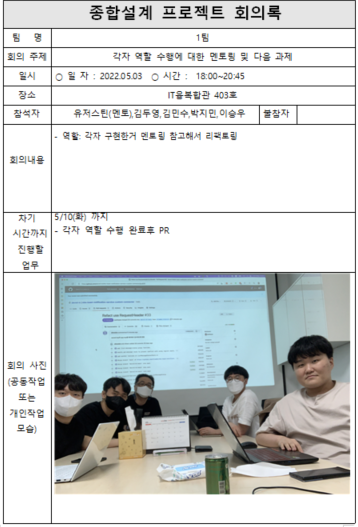 종합설계 프로젝트 회의록
팀 명 1팀
회의 주제 각자 역할 수행에 대한 멘토링 및 다음 과제
일시 ○ 일 자 : 2022.05.03 ○ 시간 : 18:00~20:45
장소 IT융복합관 403호
참석자 유저스틴(멘토),김두영,김민수,박지민,이승우 불참자
회의내용 - 역할: 각자 구현한거 멘토링 참고해서 리팩토링
차기
시간까지
진행할
업무
5/10(화) 까지
- 각자 역할 수행 완료후 PR
회의 사진
(공동작업
또는
개인작업
모습)